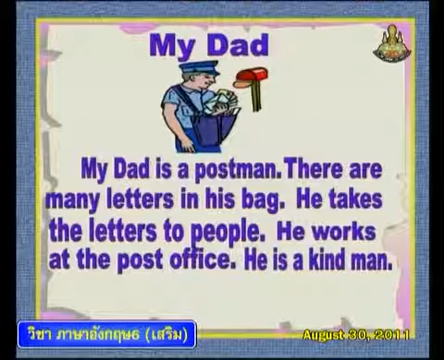 My Dad
My Dad is a postman. There are
many letters in his bag. He takes
the letters to people. He works
at the post office. He is a kind man.
วิชา ภาษาอังกฤษ6 (เสริม)
August 30, 2011